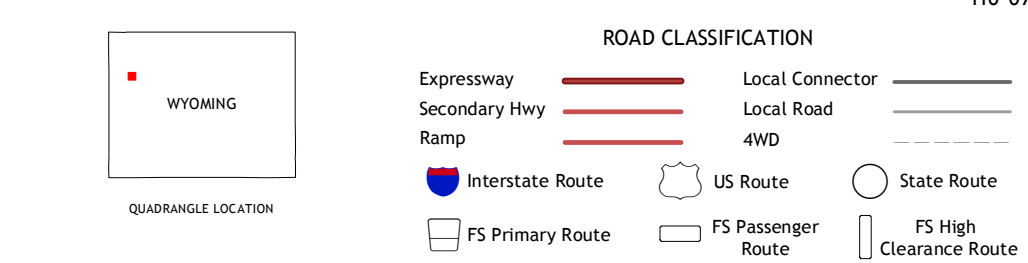 ROAD CLASSIFICATION
WYOMING
QUADRANGLE LOCATION
Expressway
Secondary Hwy
Ramp
Local Connector
Local Road
4WD
Interstate Route
US Route
State Route
FS Primary Route
FS Passenger
Route
FS High
Clearance Route